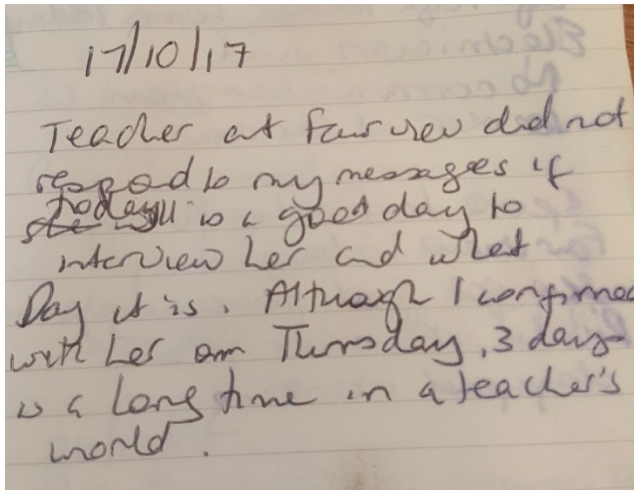 17/10/17
Teacher at Fairview did not
respond to my messages if
today is a good day to
interview her and what
Day it is. Although I confirmed
with her on Thursday, 3 days
is a long time in a teacher's
world.